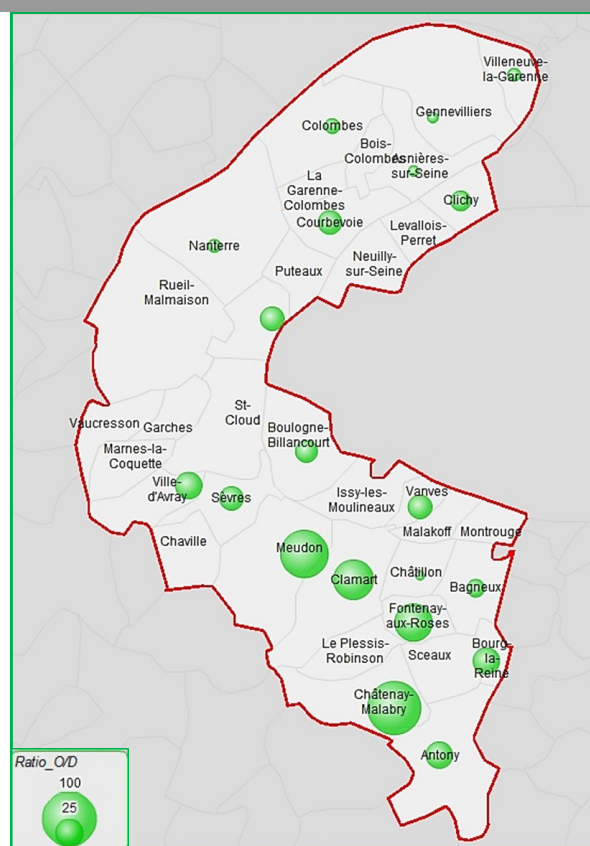 Villeneuve-
la-Garenne
Gennevilliers
Colombes
Bois-
Colombes
Asnières-
sur-Seine
La
Garenne-
Colombes
Clichy
Courbevoie
Levallois-
Perret
Nanterre
Neuilly-
sur-Seine
Puteaux
Rueil-
Malmaison
St-
Cloud
Vaucresson
Garches
Boulogne-
Billancourt
Marnes-la-
Coquette
Ville-
d'Avray
Sèvres
Issy-les-
Moulineaux
Vanves
Malakoff
Montrouge
Chaville
Meudon
Clamart
Châtillon
Bagneux
Fontenay-
aux-Roses
Le Plessis-
Robinson
Sceaux
Bourg-
la-
Reine
Châtenay-
Malabry
Antony
Ratio_O/D
100
25